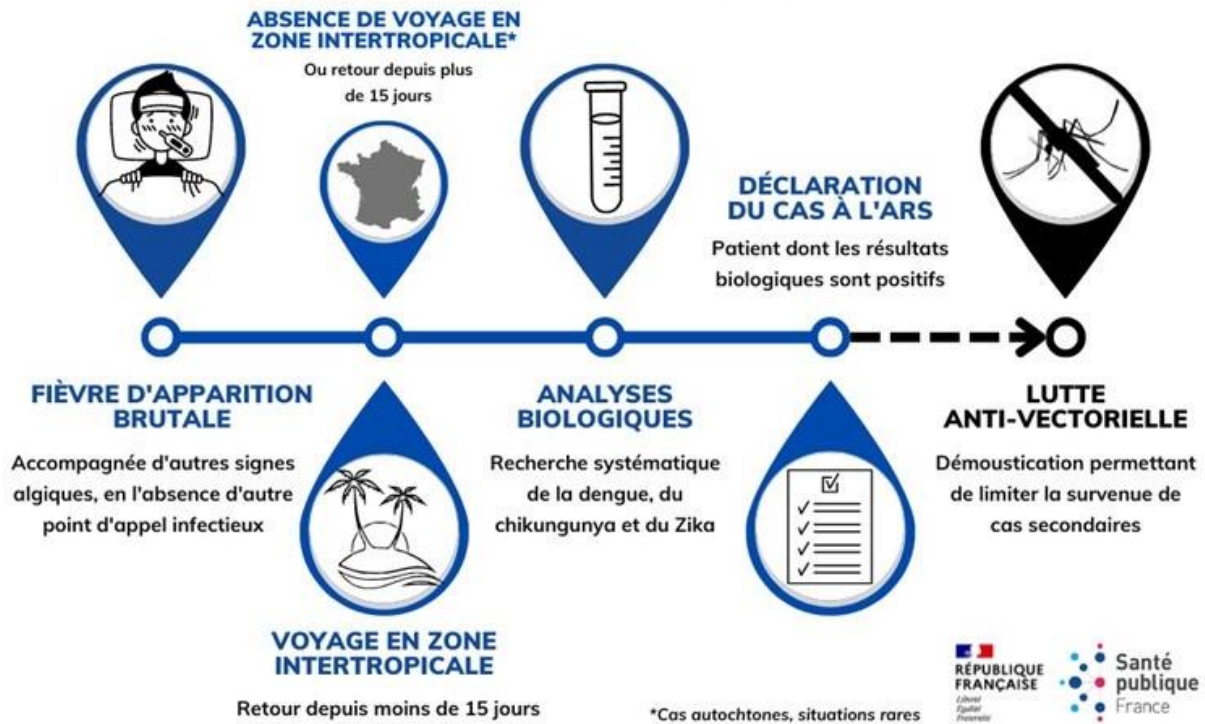 ABSENCE DE VOYAGE EN
ZONE INTERTROPICALE*
Ou retour depuis plus
de 15 jours
DÉCLARATION
DU CAS À L'ARS
Patient dont les résultats
biologiques sont positifs
FIÈVRE D'APPARITION
BRUTALE
Accompagnée d'autres signes
algiques, en l'absence d'autre
point d'appel infectieux
ANALYSES
BIOLOGIQUES
Recherche systématique
de la dengue, du
chikungunya et du Zika
LUTTE
ANTI-VECTORIELLE
Démoustication permettant
de limiter la survenue de
cas secondaires
VOYAGE EN ZONE
INTERTROPICALE
Retour depuis moins de 15 jours
*Cas autochtones, situations rares
RÉPUBLIQUE
FRANÇAISE
Liberté
Égalité
Fraternité
Santé
publique
France